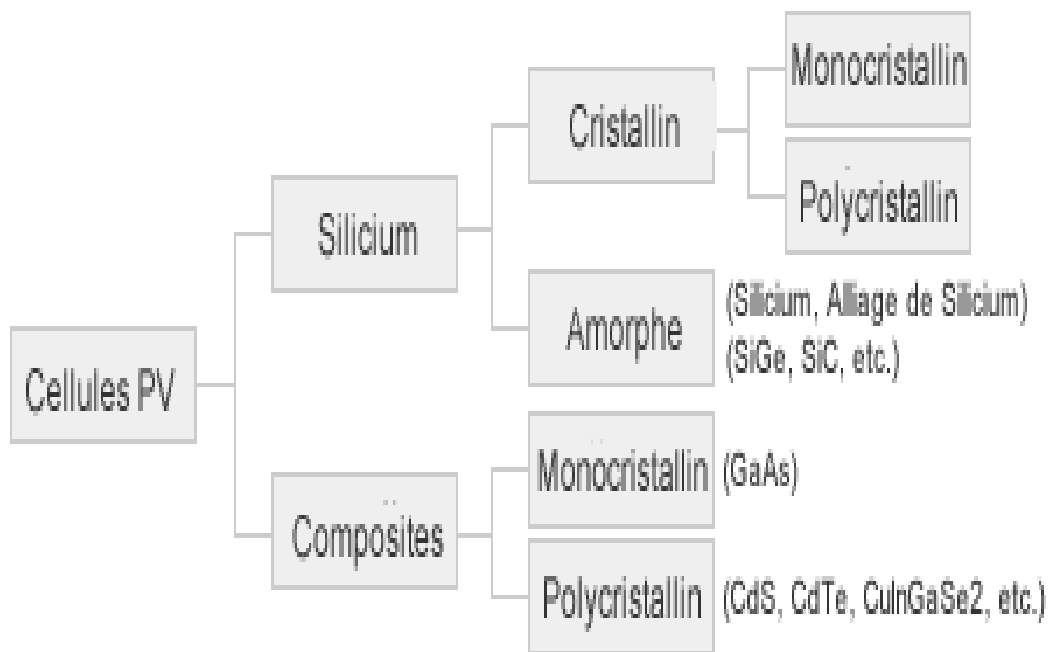 Monocristallin
Cristallin
Polycristallin
Silicium
Amorphe
(Silicium, Alliage de Silicium)
(SiGe, SiC, etc.)
Cellules PV
Monocristallin (GaAs)
Composites
Polycristallin (CdS, CdTe, CuInGaSe2, etc.)